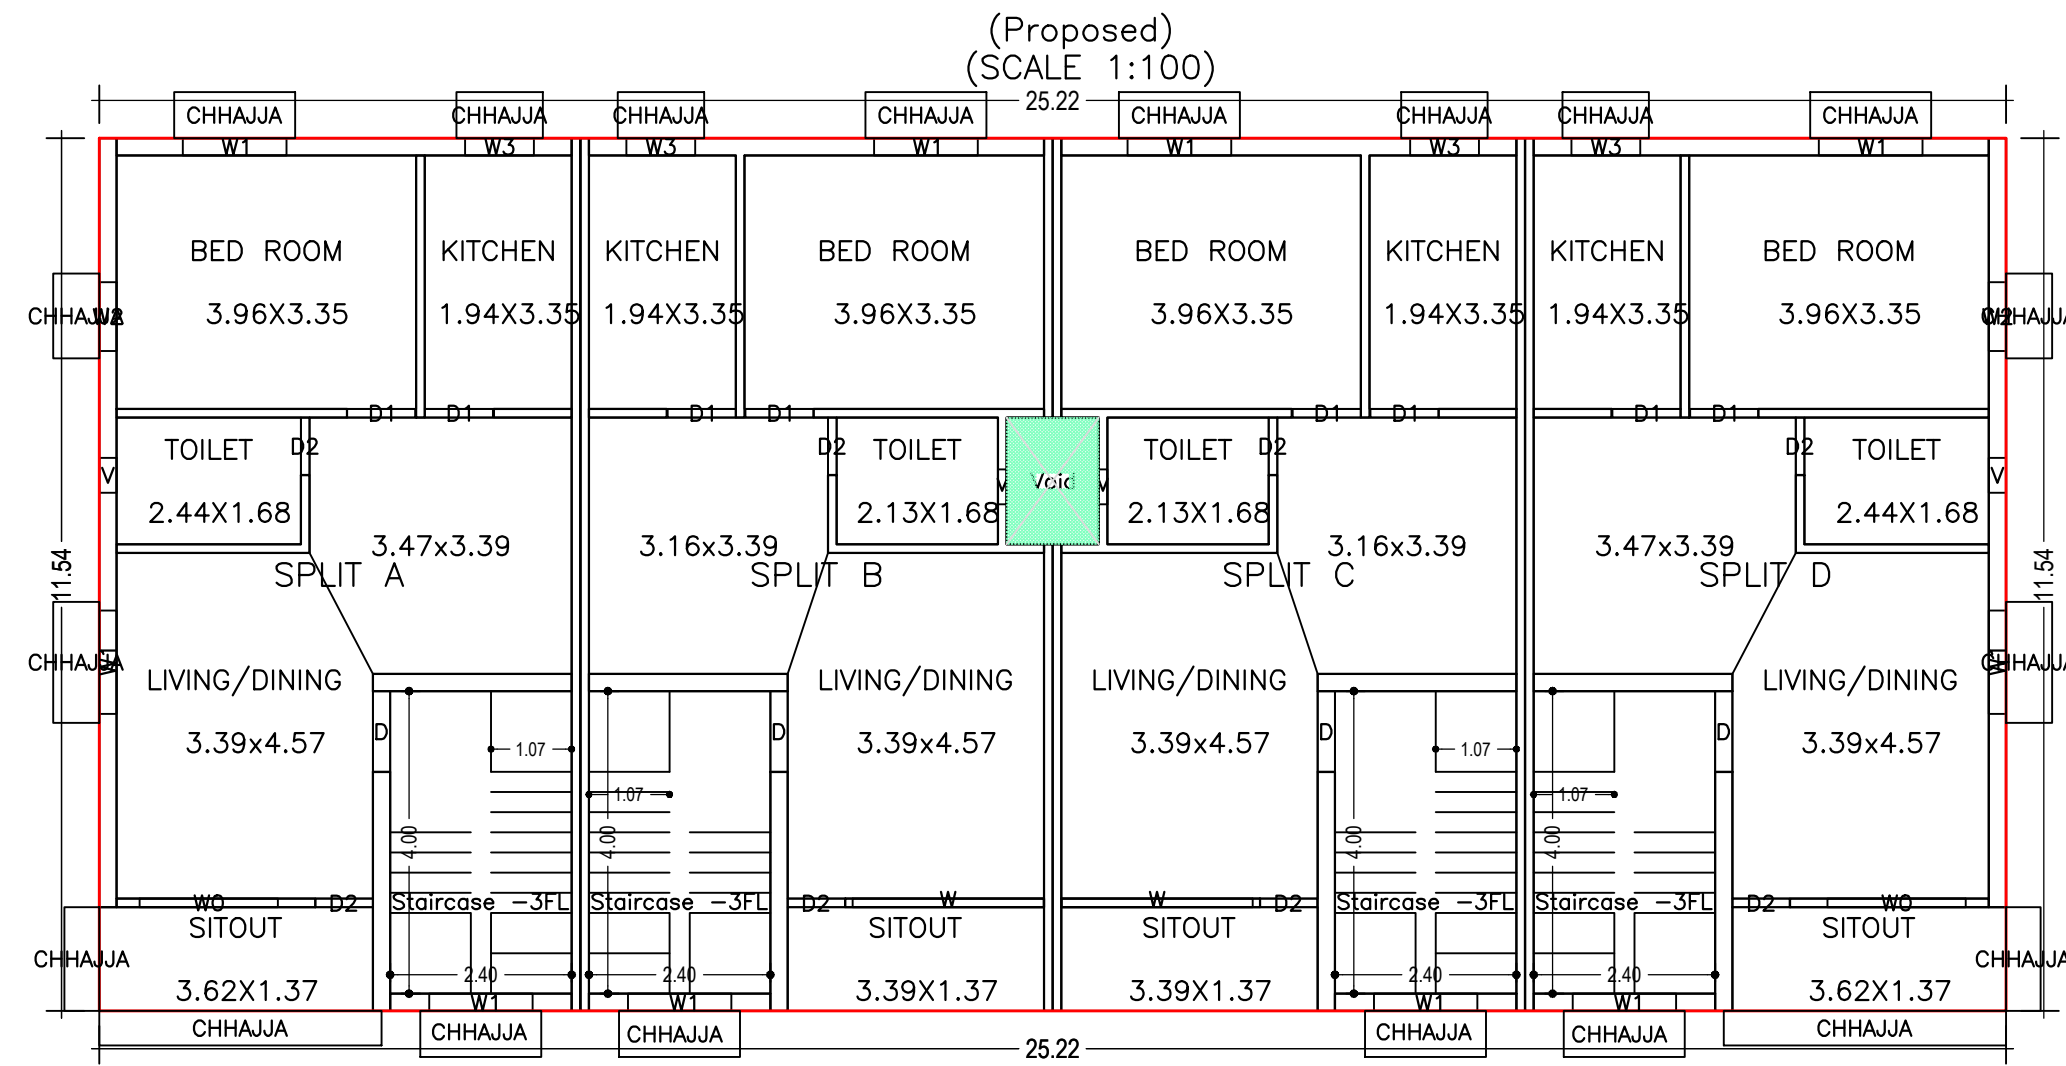 (Proposed)
(SCALE 1:100)
25.22
CHHAJJA CHHAJJA CHHAJJA CHHAJJA CHHAJJA CHHAJJA CHHAJJA CHHAJJA
W1 W3 W3 W1 W1 W3 W3 W1
BED ROOM KITCHEN KITCHEN BED ROOM BED ROOM KITCHEN KITCHEN BED ROOM
3.96X3.35 1.94X3.35 1.94X3.35 3.96X3.35 3.96X3.35 1.94X3.35 1.94X3.35 3.96X3.35
CHHAJJA W2 W2 CHHAJJA
D1 D1 D1 D1 D1 D1 D1 D1
TOILET D2 D2 TOILET TOILET D2 D2 TOILET
V V Void V V
2.44X1.68 2.13X1.68 2.13X1.68 2.44X1.68
3.47x3.39 3.16x3.39 3.16x3.39 3.47x3.39
11.54 11.54
SPLIT A SPLIT B SPLIT C SPLIT D
CHHAJJA W1 W1 CHHAJJA
LIVING/DINING LIVING/DINING LIVING/DINING LIVING/DINING
D D D D
3.39x4.57 3.39x4.57 3.39x4.57 3.39x4.57
1.07 1.07
1.07 1.07
4.00 4.00 4.00 4.00
W0 D2 Staircase -3FL Staircase -3FL D2 W W D2 Staircase -3FL Staircase -3FL D2 W0
SITOUT SITOUT SITOUT SITOUT
CHHAJJA CHHAJJA
2.40 2.40 2.40 2.40
3.62X1.37 3.39X1.37 3.39X1.37 3.62X1.37
W1 W1 W1 W1
CHHAJJA CHHAJJA CHHAJJA CHHAJJA CHHAJJA CHHAJJA
25.22